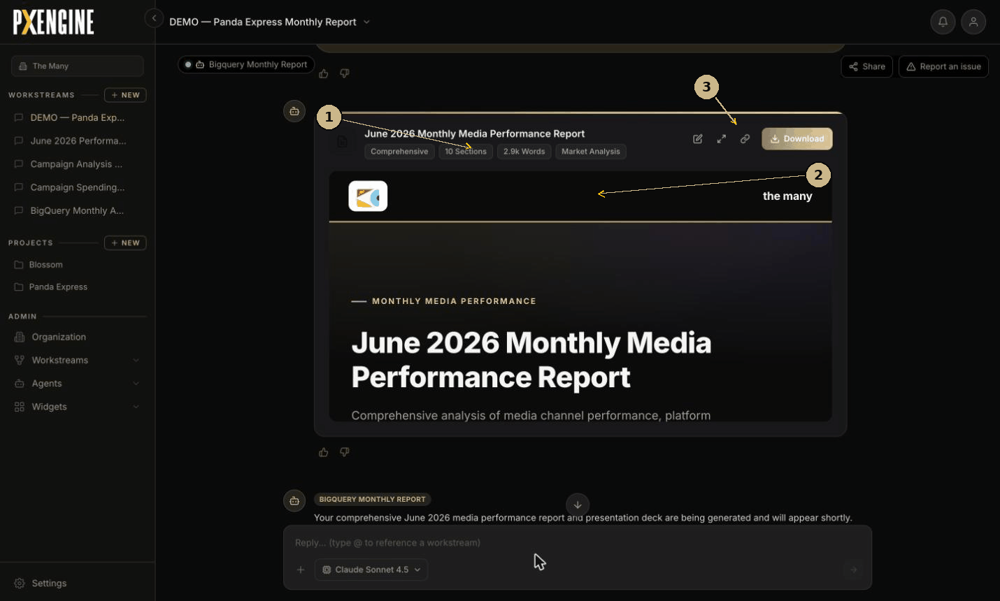 PXENGINE
DEMO — Panda Express Monthly Report
The Many
WORKSTREAMS
+ NEW
DEMO — Panda Exp...
June 2026 Performa...
Campaign Analysis ...
Campaign Spending...
BigQuery Monthly A...
PROJECTS
+ NEW
Blossom
Panda Express
ADMIN
Organization
Workstreams
Agents
Widgets
Settings
Bigquery Monthly Report
Share
Report an issue
1
2
3
June 2026 Monthly Media Performance Report
Comprehensive
10 Sections
2.9k Words
Market Analysis
Download
the many
MONTHLY MEDIA PERFORMANCE
June 2026 Monthly Media
Performance Report
Comprehensive analysis of media channel performance, platform
BIGQUERY MONTHLY REPORT
Your comprehensive June 2026 media performance report and presentation deck are being generated and will appear shortly.
Reply... (type @ to reference a workstream)
Claude Sonnet 4.5